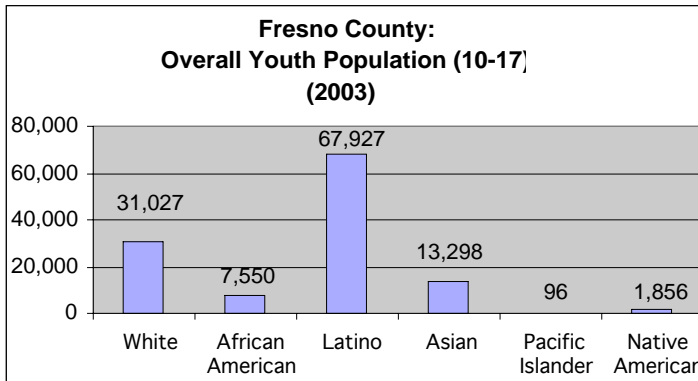 Fresno County:
Overall Youth Population (10-17)
(2003)
80,000
60,000
40,000
20,000
0
31,027
7,550
67,927
13,298
96
1,856
White
African
American
Latino
Asian
Pacific
Islander
Native
American